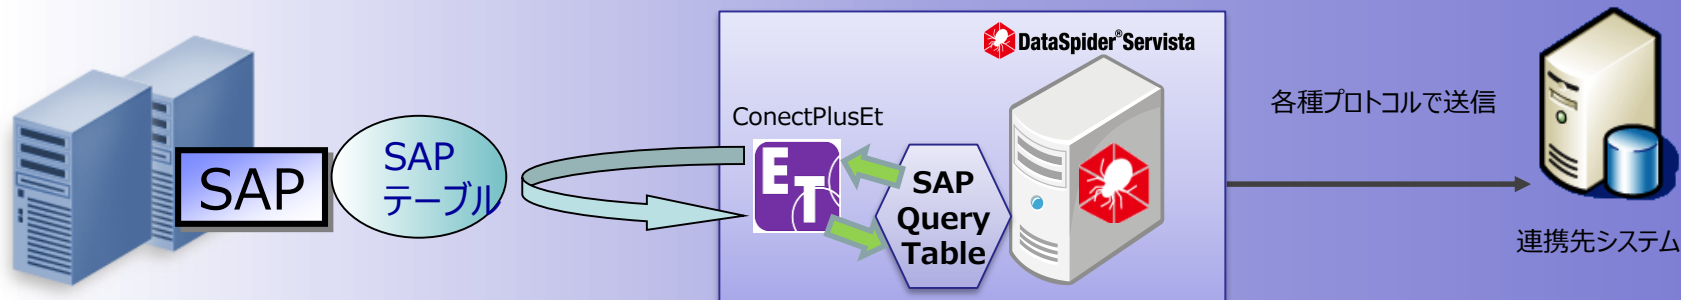 SAP
SAP
テーブル
DataSpider®Servista
ConectPlusEt
ET
SAP
Query
Table
各種プロトコルで送信
連携先システム